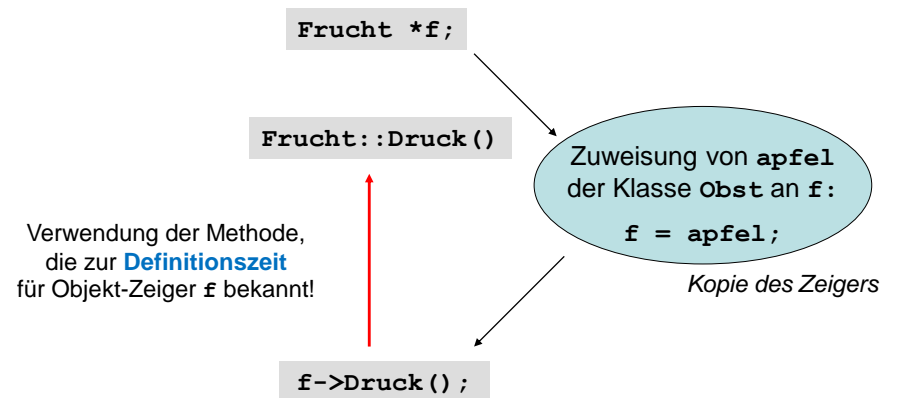 Frucht *f;
Frucht::Druck()
Zuweisung von apfel
der Klasse Obst an f:
f = apfel;
Kopie des Zeigers
Verwendung der Methode,
die zur Definitionszeit
für Objekt-Zeiger f bekannt!
f->Druck();